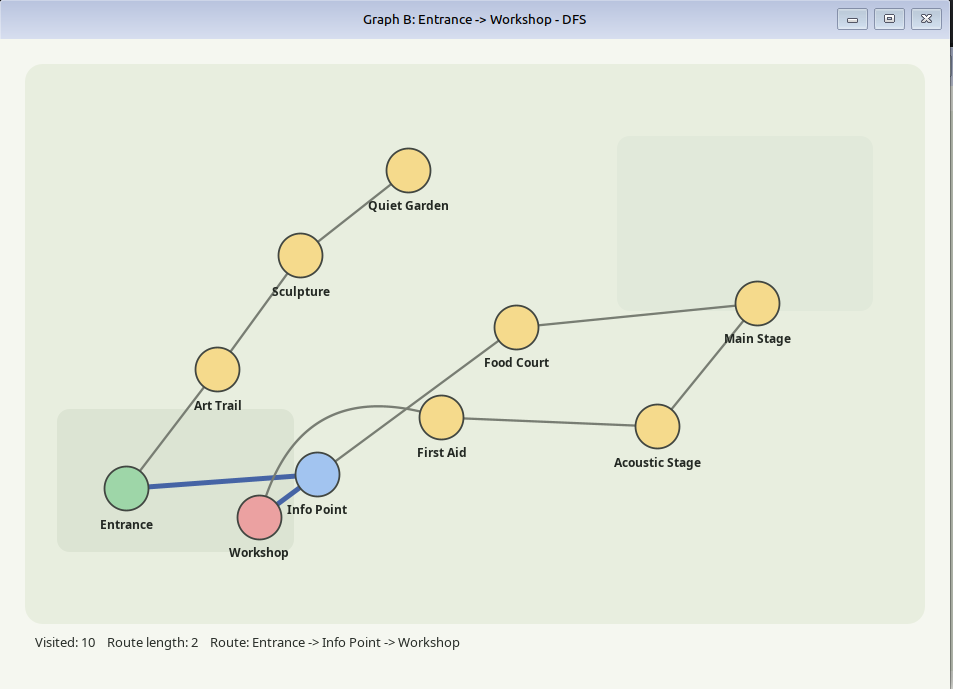 Graph B: Entrance -> Workshop - DFS
Quiet Garden
Sculpture
Main Stage
Food Court
Art Trail
First Aid
Acoustic Stage
Info Point
Entrance
Workshop
Visited: 10 Route length: 2 Route: Entrance -> Info Point -> Workshop